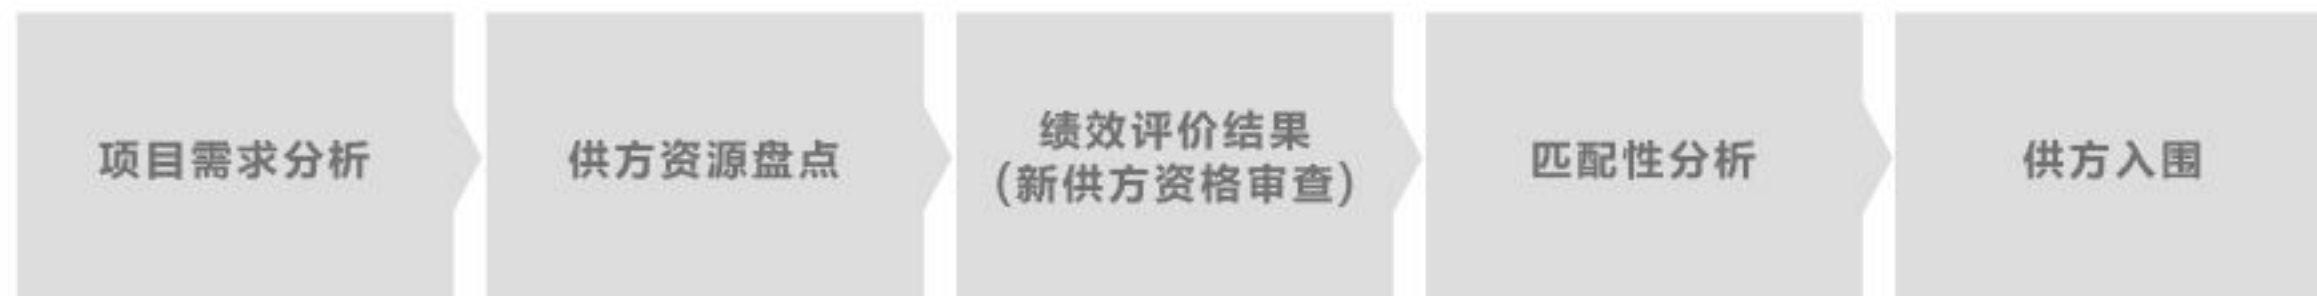 项目需求分析
供方资源盘点
绩效评价结果
(新供方资格审查)
匹配性分析
供方入围